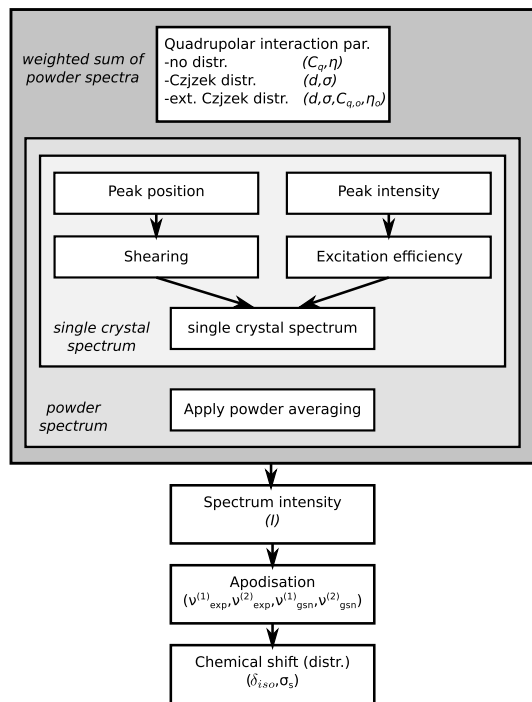 weighted sum of
powder spectra
Quadrupolar interaction par.
-no distr. (C_q,η)
-Czjzek distr. (d,σ)
-ext. Czjzek distr. (d,σ,C_q,o,η_o)
Peak position
Peak intensity
Shearing
Excitation efficiency
single crystal
spectrum
single crystal spectrum
powder
spectrum
Apply powder averaging
Spectrum intensity
(I)
Apodisation
(ν^(1)_exp,ν^(2)_exp,ν^(1)_gsn,ν^(2)_gsn)
Chemical shift (distr.)
(δ_iso,σ_s)